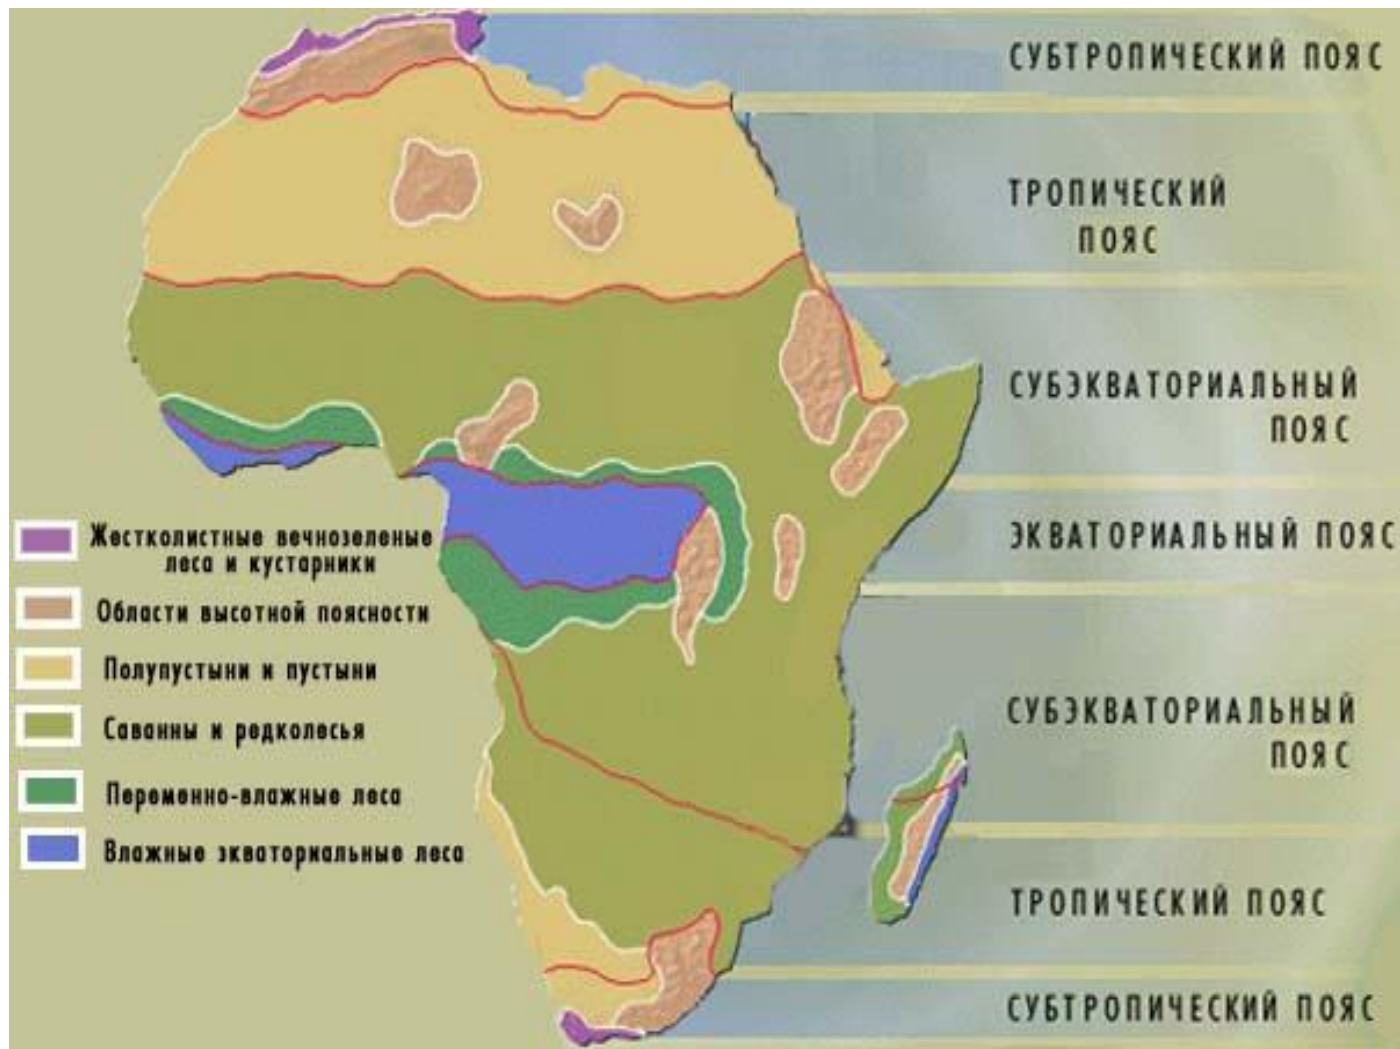 СУБТРОПИЧЕСКИЙ ПОЯС
ТРОПИЧЕСКИЙ
ПОЯС
СУБЭКВАТОРИАЛЬНЫЙ
ПОЯС
ЭКВАТОРИАЛЬНЫЙ ПОЯС
СУБЭКВАТОРИАЛЬНЫЙ
ПОЯС
ТРОПИЧЕСКИЙ ПОЯС
СУБТРОПИЧЕСКИЙ ПОЯС
Жестколистные вечнозеленые
леса и кустарники
Области высотной поясности
Полупустыни и пустыни
Саванны и редколесья
Переменно-влажные леса
Влажные экваториальные леса